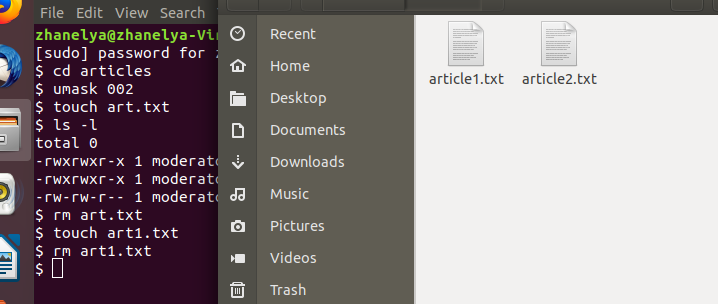 File Edit View Search
zhanelya@zhanelya-Vir
[sudo] password for
$ cd articles
$ umask 002
$ touch art.txt
$ ls -l
total 0
-rwxrwxr-x 1 moderato
-rwxrwxr-x 1 moderato
-rw-rw-r-- 1 moderato
$ rm art.txt
$ touch art1.txt
$ rm art1.txt
$
Recent
Home
Desktop
Documents
Downloads
Music
Pictures
Videos
Trash
article1.txt
article2.txt